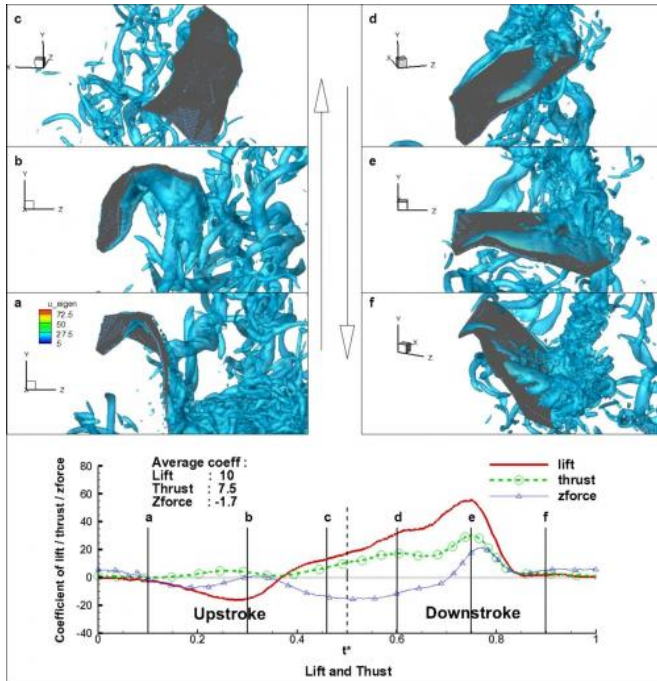 c
Y
X
Z
d
Y
X
Z
b
Y
Z
e
Y
Z
a
u_eigen
72.5
50
27.5
5
Y
Z
f
Y
X
Z
Coefficient of lift / thrust / zforce
80
60
40
20
0
-20
-40
Average coeff :
Lift : 10
Thrust : 7.5
Zforce : -1.7
lift
thrust
zforce
a b c d e f
Upstroke Downstroke
0 0.2 0.4 0.6 0.8 1
t*
Lift and Thust